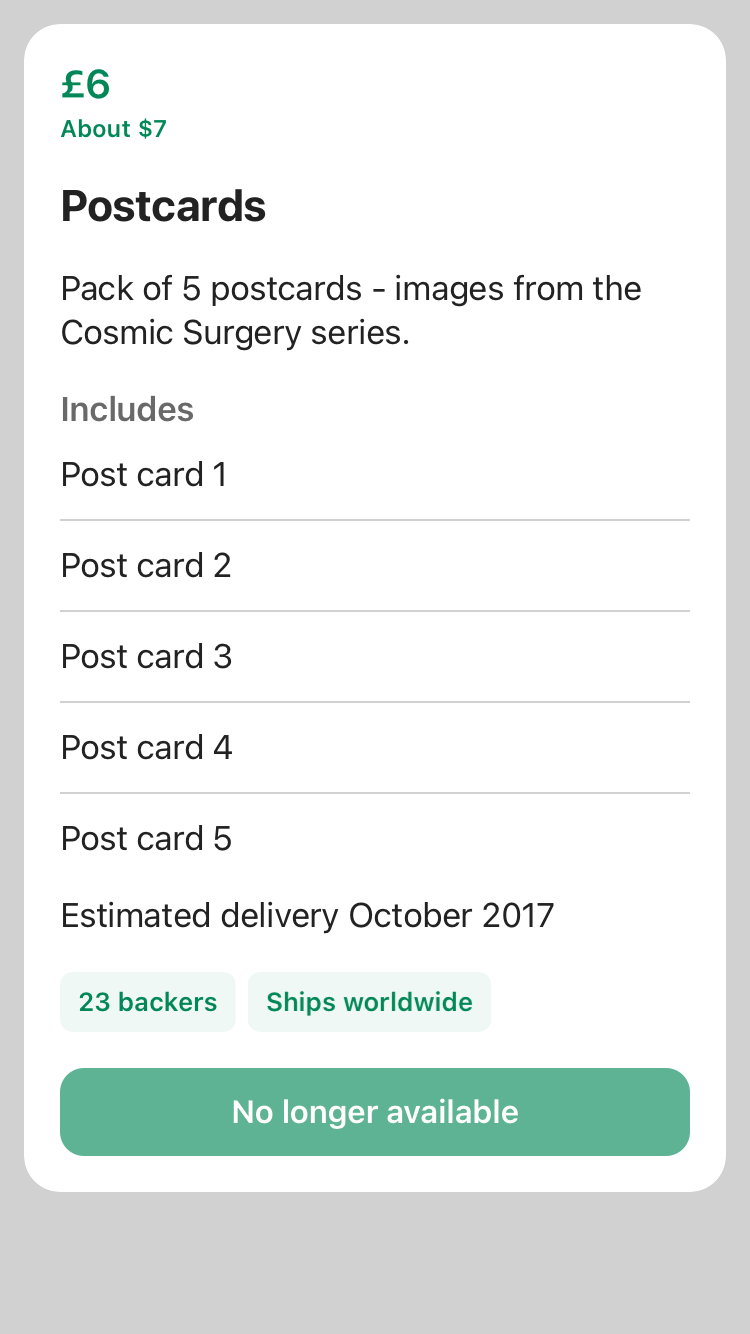 £6
About $7
Postcards
Pack of 5 postcards - images from the
Cosmic Surgery series.
Includes
Post card 1
Post card 2
Post card 3
Post card 4
Post card 5
Estimated delivery October 2017
23 backers
Ships worldwide
No longer available